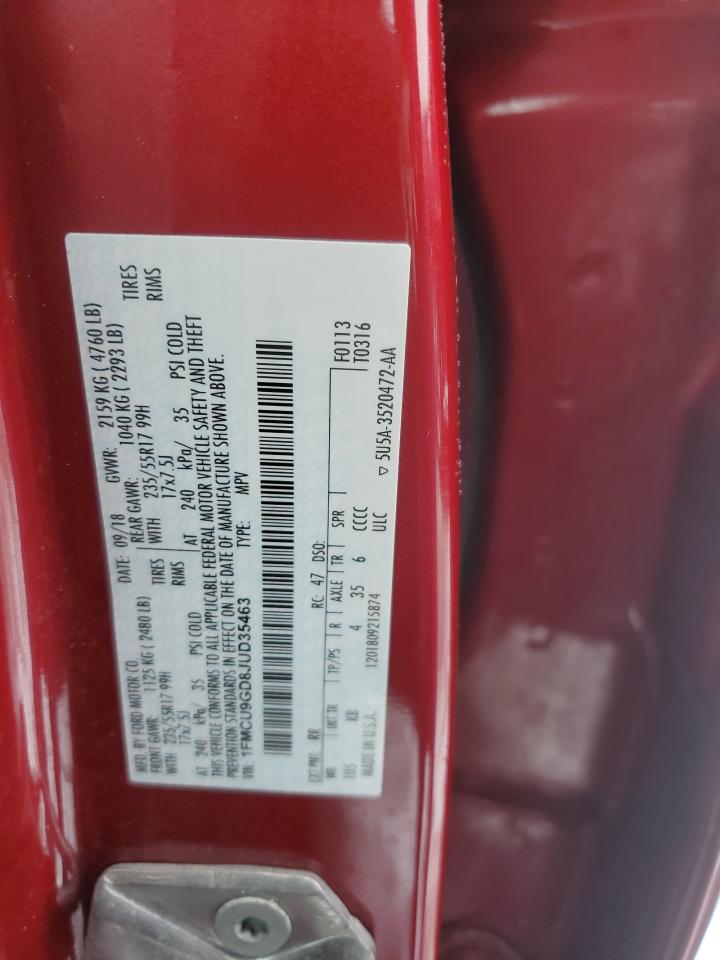 MFD. BY FORD MOTOR CO. DATE: 09/18 GVWR: 2159 KG ( 4760 LB)
FRONT GAWR: 1125 KG ( 2480 LB) REAR GAWR: 1040 KG ( 2293 LB)
WITH 235/55R17 99H TIRES WITH 235/55R17 99H TIRES
17x7.5J RIMS 17x7.5J RIMS
AT 240 kPa/ 35 PSI COLD AT 240 kPa/ 35 PSI COLD
THIS VEHICLE CONFORMS TO ALL APPLICABLE FEDERAL MOTOR VEHICLE SAFETY AND THEFT
PREVENTION STANDARDS IN EFFECT ON THE DATE OF MANUFACTURE SHOWN ABOVE.
VIN: 1FMCU9GD8JUD35463 TYPE: MPV
EXT PNT: RR RC: 47 DSO: F0113
WB INT TR TP/PS R AXLE TR SPR T0316
105 KB 4 35 6 CCCC
MADE IN U.S.A. 1201809215874 ULC ▽ 5U5A-3520472-AA